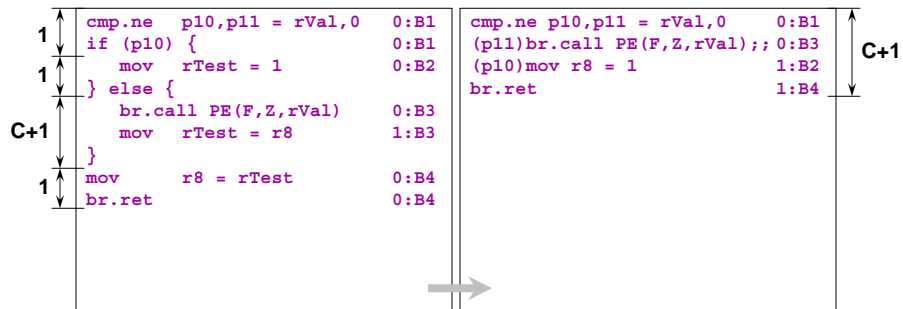 1
1
C+1
1
cmp.ne p10,p11 = rVal,0 0:B1
if (p10) { 0:B1
mov rTest = 1 0:B2
} else {
br.call PE(F,Z,rVal) 0:B3
mov rTest = r8 1:B3
}
mov r8 = rTest 0:B4
br.ret 0:B4
cmp.ne p10,p11 = rVal,0 0:B1
(p11)br.call PE(F,Z,rVal);; 0:B3
(p10)mov r8 = 1 1:B2
br.ret 1:B4
C+1